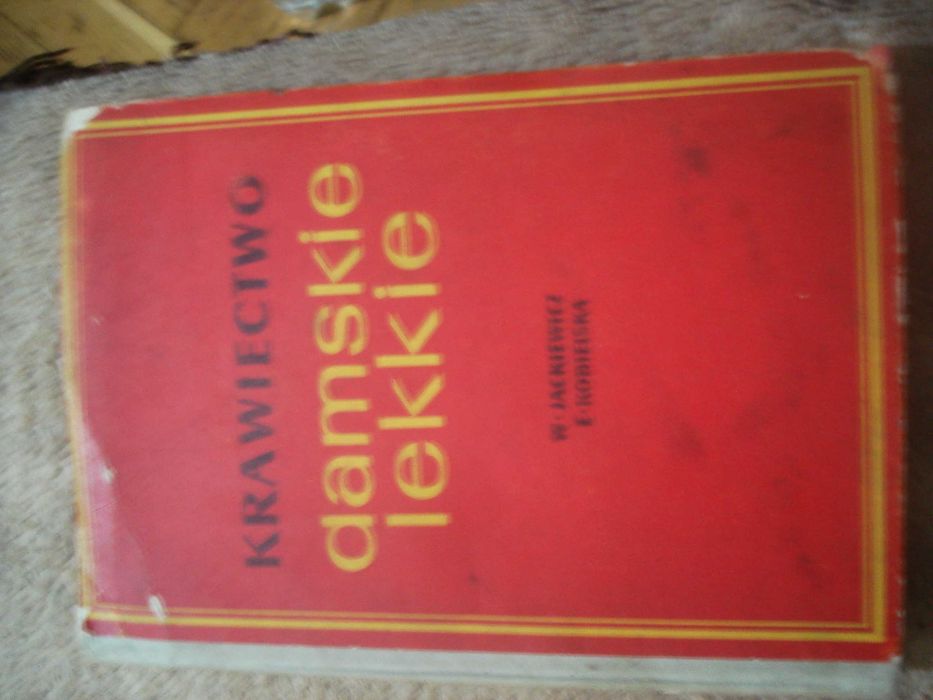 KRAWIECTWO
damskie
lekkie
W·JACKIEWICZ
E·KOBIELSKA